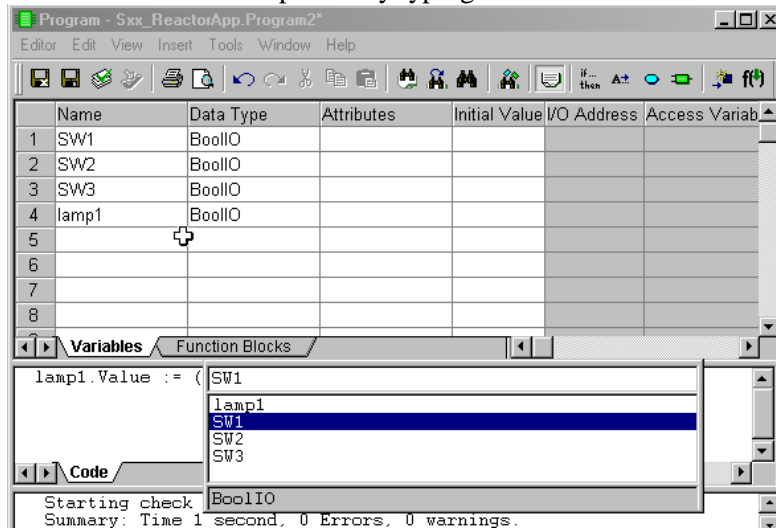 Program - Sxx_ReactorApp.Program2*
Editor Edit View Insert Tools Window Help
if... then
Name Data Type Attributes Initial Value I/O Address Access Variab
1 SW1 BoolIO
2 SW2 BoolIO
3 SW3 BoolIO
4 lamp1 BoolIO
5
6
7
8
Variables Function Blocks
lamp1.Value := ( SW1
lamp1
SW1
SW2
SW3
Code
BoolIO
Starting check
Summary: Time 1 second, 0 Errors, 0 warnings.